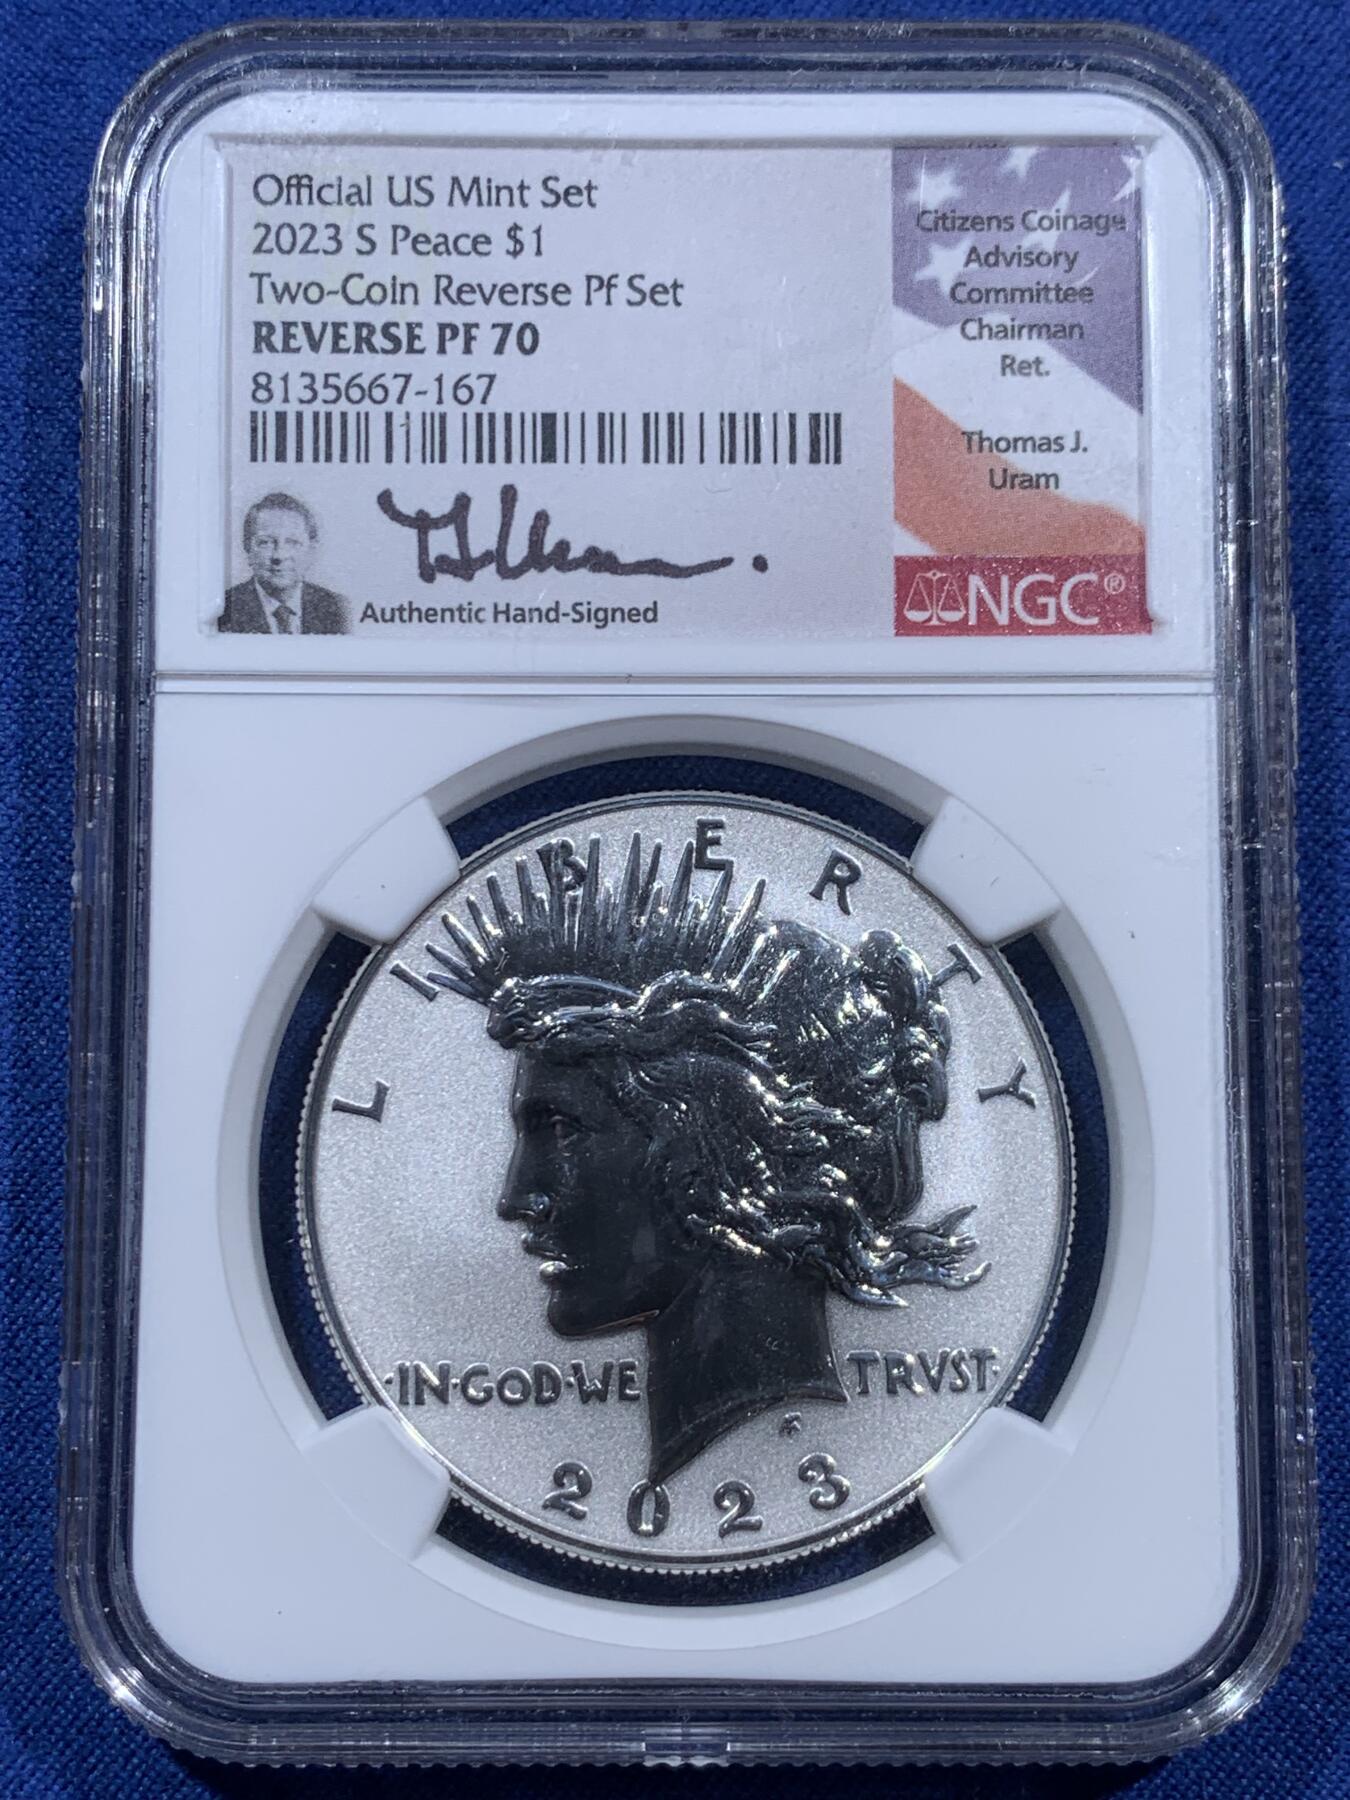 Official US Mint Set
2023 S Peace $1
Two-Coin Reverse Pf Set
REVERSE PF 70
8135667-167
Authentic Hand-Signed
Citizens Coinage
Advisory
Committee
Chairman
Ret.
Thomas J.
Uram
NGC®
LIBERTY
·IN·GOD·WE TRVST·
2023